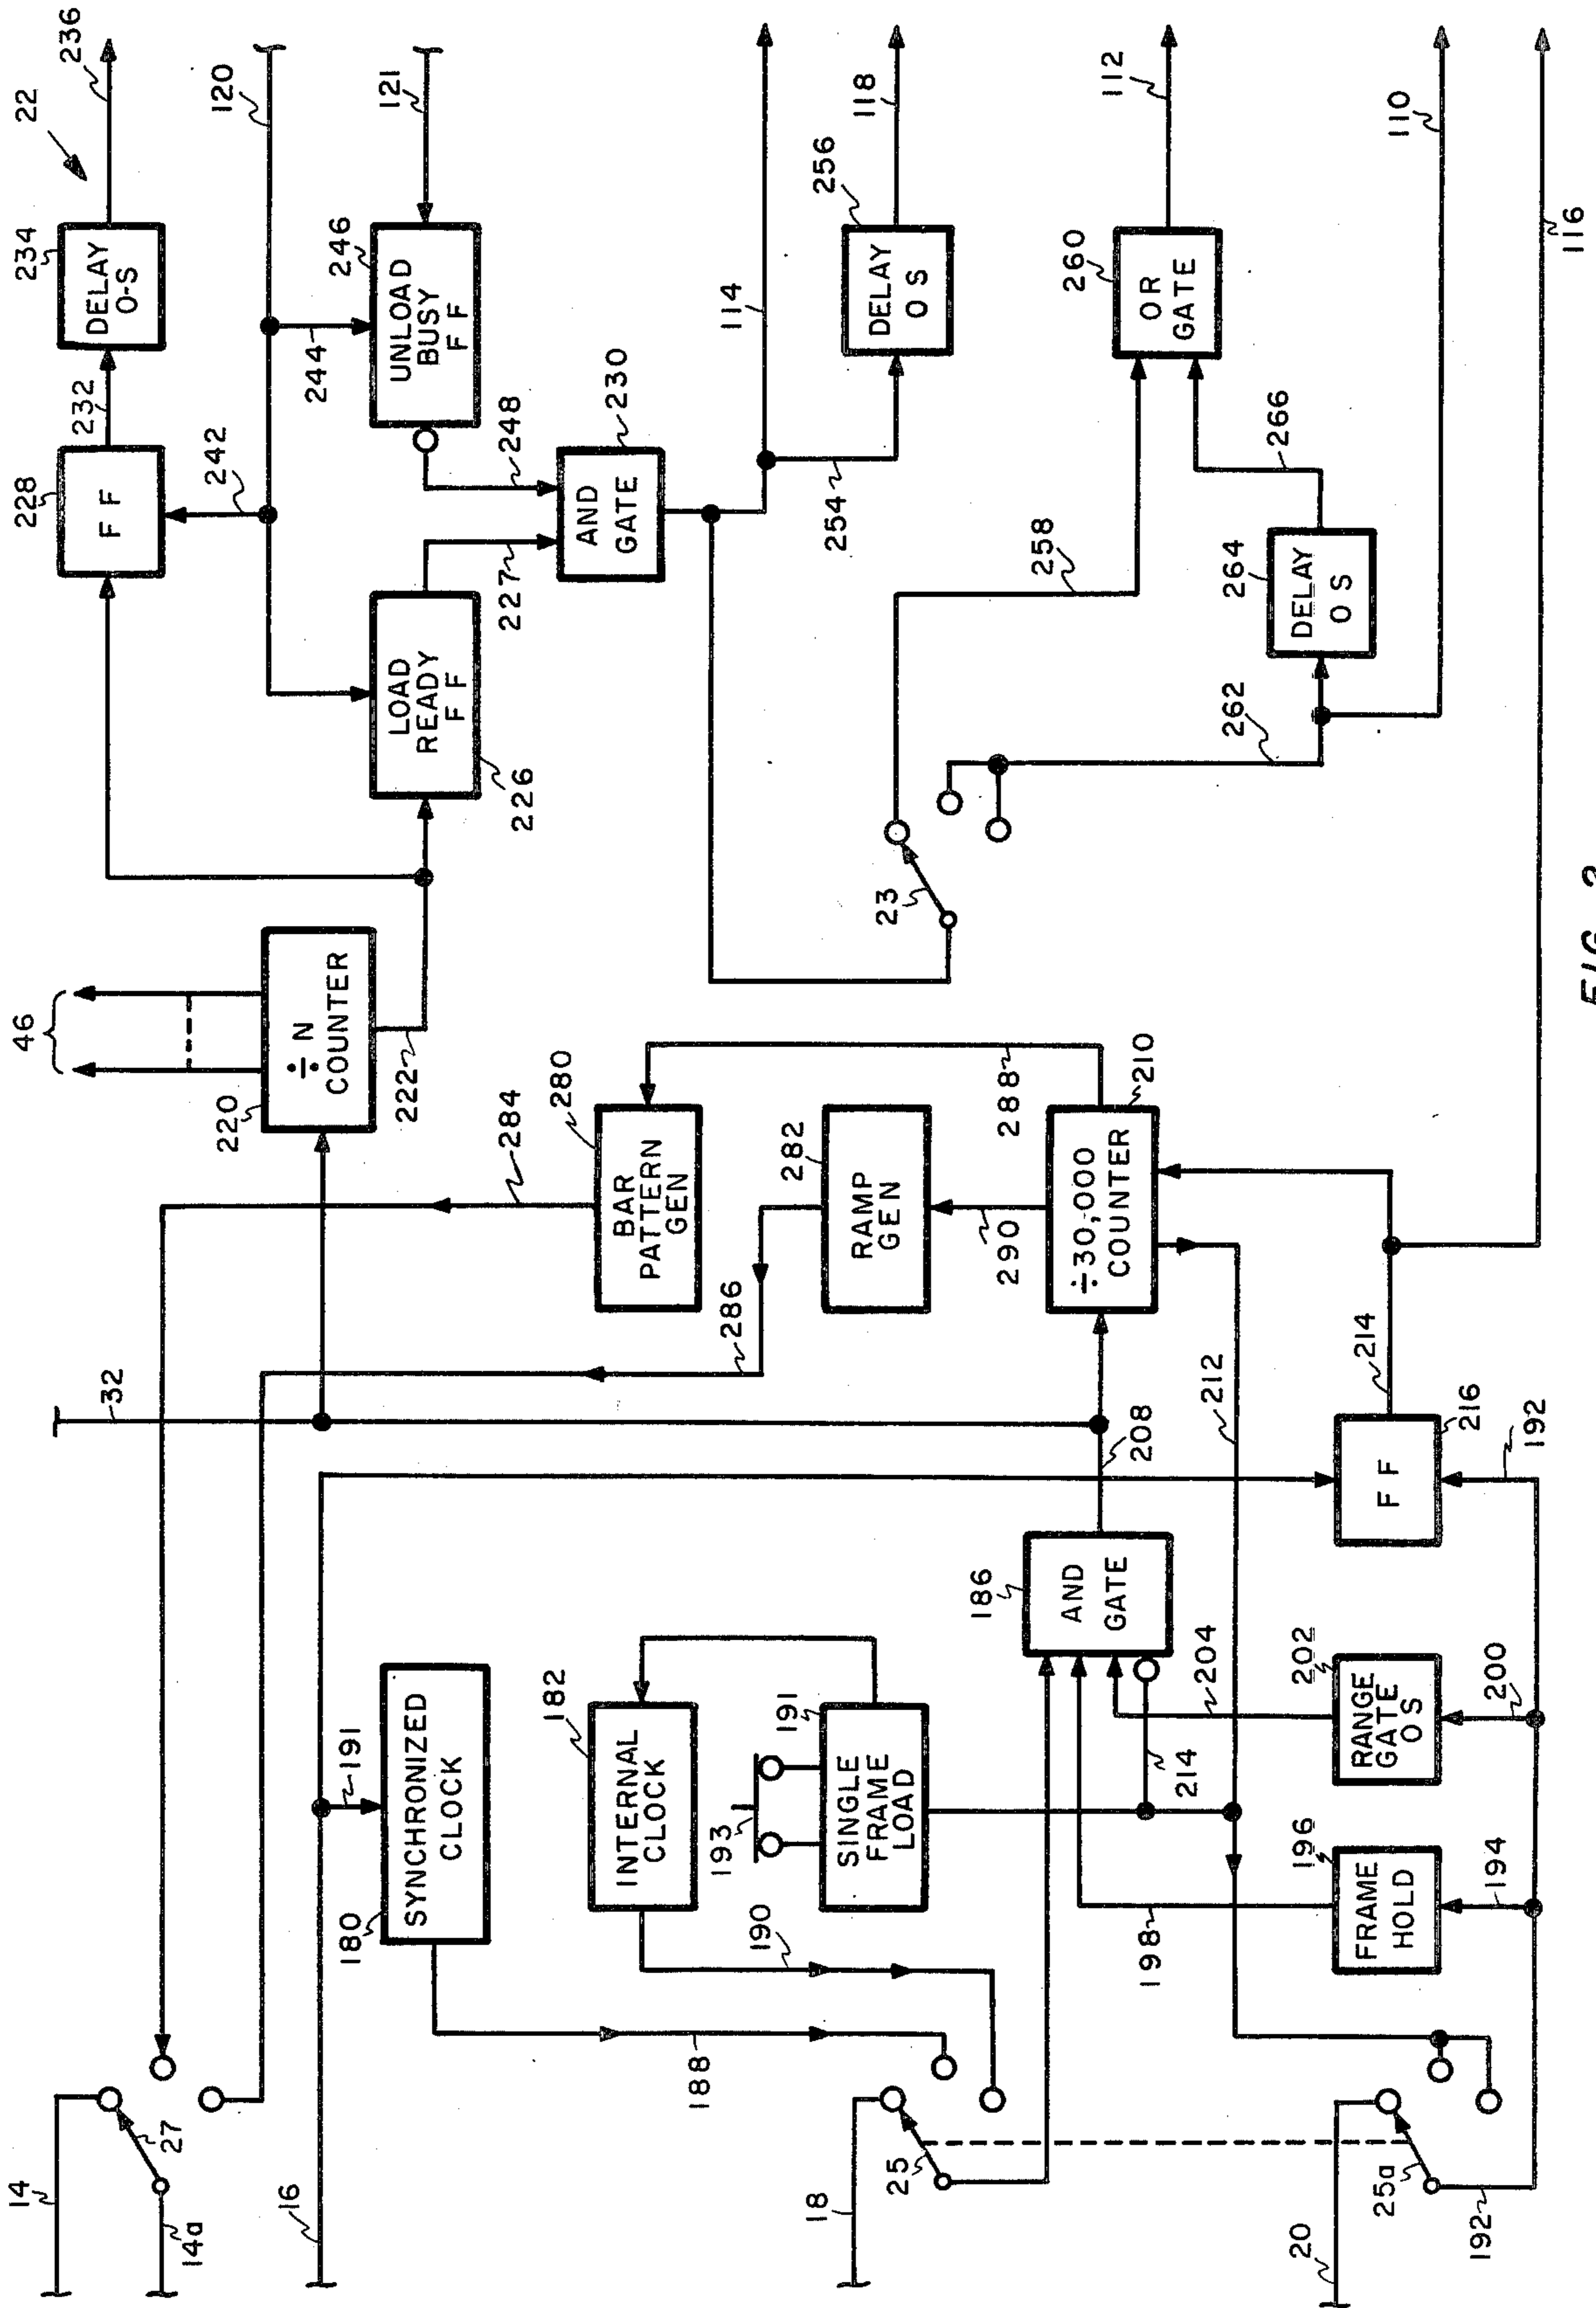 22
236
234
DELAY
O-S
232
228
F F
242
120
244
UNLOAD
BUSY
F F
246
121
LOAD
READY
F F
226
227
248
AND
GATE
230
114
254
DELAY
O S
256
118
258
OR
GATE
260
112
266
DELAY
O S
264
262
110
116
23
46
÷ N
COUNTER
220
222
284
280
BAR
PATTERN
GEN
286
282
RAMP
GEN
288
290
÷30,000
COUNTER
210
212
214
216
F F
192
32
208
186
AND
GATE
204
202
RANGE
GATE
O S
200
214
196
FRAME
HOLD
194
198
191
SYNCHRONIZED
CLOCK
180
182
INTERNAL
CLOCK
193
191
SINGLE
FRAME
LOAD
190
188
14
27
14a
16
18
25
20
25a
192